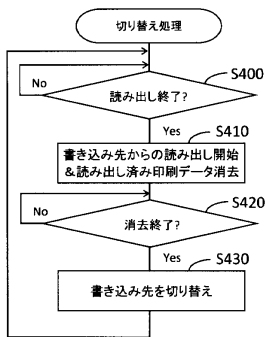 切り替え処理
S400
No
読み出し終了?
Yes
S410
書き込み先からの読み出し開始
&読み出し済み印刷データ消去
S420
No
消去終了?
Yes
S430
書き込み先を切り替え